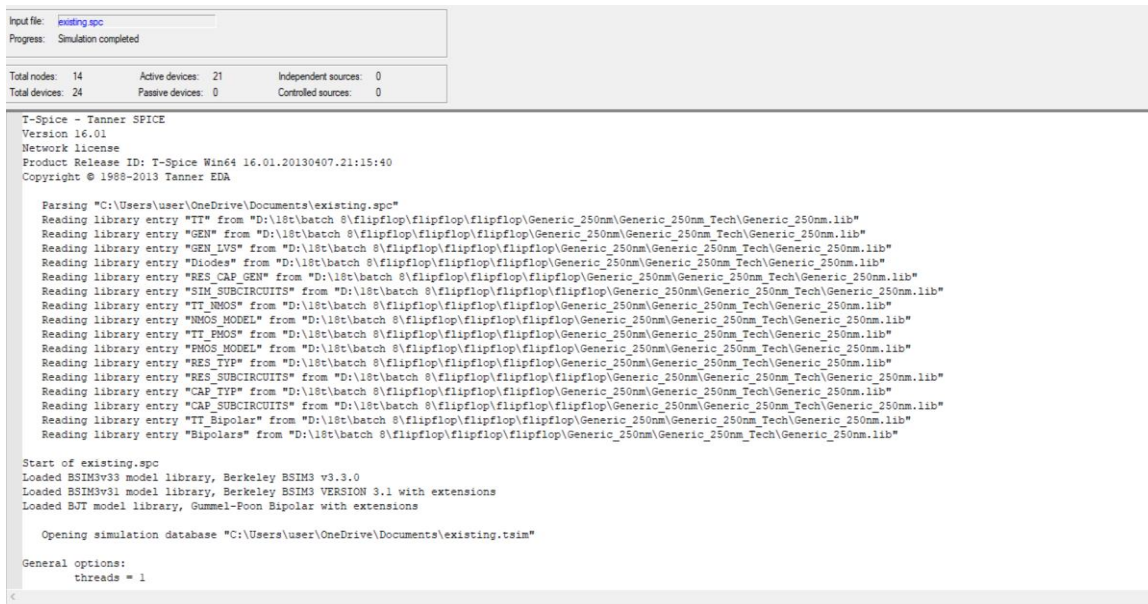 Input file: existing.spc
Progress: Simulation completed
Total nodes: 14 Active devices: 21 Independent sources: 0
Total devices: 24 Passive devices: 0 Controlled sources: 0
T-Spice - Tanner SPICE
Version 16.01
Network license
Product Release ID: T-Spice Win64 16.01.20130407.21:15:40
Copyright © 1988-2013 Tanner EDA
Parsing "C:\Users\user\OneDrive\Documents\existing.spc"
Reading library entry "TT" from "D:\18t\batch 8\flipflop\flipflop\flipflop\Generic_250nm\Generic_250nm_Tech\Generic_250nm.lib"
Reading library entry "GEN" from "D:\18t\batch 8\flipflop\flipflop\flipflop\Generic_250nm\Generic_250nm_Tech\Generic_250nm.lib"
Reading library entry "GEN_LVS" from "D:\18t\batch 8\flipflop\flipflop\flipflop\Generic_250nm\Generic_250nm_Tech\Generic_250nm.lib"
Reading library entry "Diodes" from "D:\18t\batch 8\flipflop\flipflop\flipflop\Generic_250nm\Generic_250nm_Tech\Generic_250nm.lib"
Reading library entry "RES_CAP_GEN" from "D:\18t\batch 8\flipflop\flipflop\flipflop\Generic_250nm\Generic_250nm_Tech\Generic_250nm.lib"
Reading library entry "SIM_SUBCIRCUITS" from "D:\18t\batch 8\flipflop\flipflop\flipflop\Generic_250nm\Generic_250nm_Tech\Generic_250nm.lib"
Reading library entry "TT_NMOS" from "D:\18t\batch 8\flipflop\flipflop\flipflop\Generic_250nm\Generic_250nm_Tech\Generic_250nm.lib"
Reading library entry "NMOS_MODEL" from "D:\18t\batch 8\flipflop\flipflop\flipflop\Generic_250nm\Generic_250nm_Tech\Generic_250nm.lib"
Reading library entry "TT_PMOS" from "D:\18t\batch 8\flipflop\flipflop\flipflop\Generic_250nm\Generic_250nm_Tech\Generic_250nm.lib"
Reading library entry "PMOS_MODEL" from "D:\18t\batch 8\flipflop\flipflop\flipflop\Generic_250nm\Generic_250nm_Tech\Generic_250nm.lib"
Reading library entry "RES_TYP" from "D:\18t\batch 8\flipflop\flipflop\flipflop\Generic_250nm\Generic_250nm_Tech\Generic_250nm.lib"
Reading library entry "RES_SUBCIRCUITS" from "D:\18t\batch 8\flipflop\flipflop\flipflop\Generic_250nm\Generic_250nm_Tech\Generic_250nm.lib"
Reading library entry "CAP_TYP" from "D:\18t\batch 8\flipflop\flipflop\flipflop\Generic_250nm\Generic_250nm_Tech\Generic_250nm.lib"
Reading library entry "CAP_SUBCIRCUITS" from "D:\18t\batch 8\flipflop\flipflop\flipflop\Generic_250nm\Generic_250nm_Tech\Generic_250nm.lib"
Reading library entry "TT_Bipolar" from "D:\18t\batch 8\flipflop\flipflop\flipflop\Generic_250nm\Generic_250nm_Tech\Generic_250nm.lib"
Reading library entry "Bipolars" from "D:\18t\batch 8\flipflop\flipflop\flipflop\Generic_250nm\Generic_250nm_Tech\Generic_250nm.lib"
Start of existing.spc
Loaded BSIM3v33 model library, Berkeley BSIM3 v3.3.0
Loaded BSIM3v31 model library, Berkeley BSIM3 VERSION 3.1 with extensions
Loaded BJT model library, Gummel-Poon Bipolar with extensions
Opening simulation database "C:\Users\user\OneDrive\Documents\existing.tsim"
General options:
threads = 1